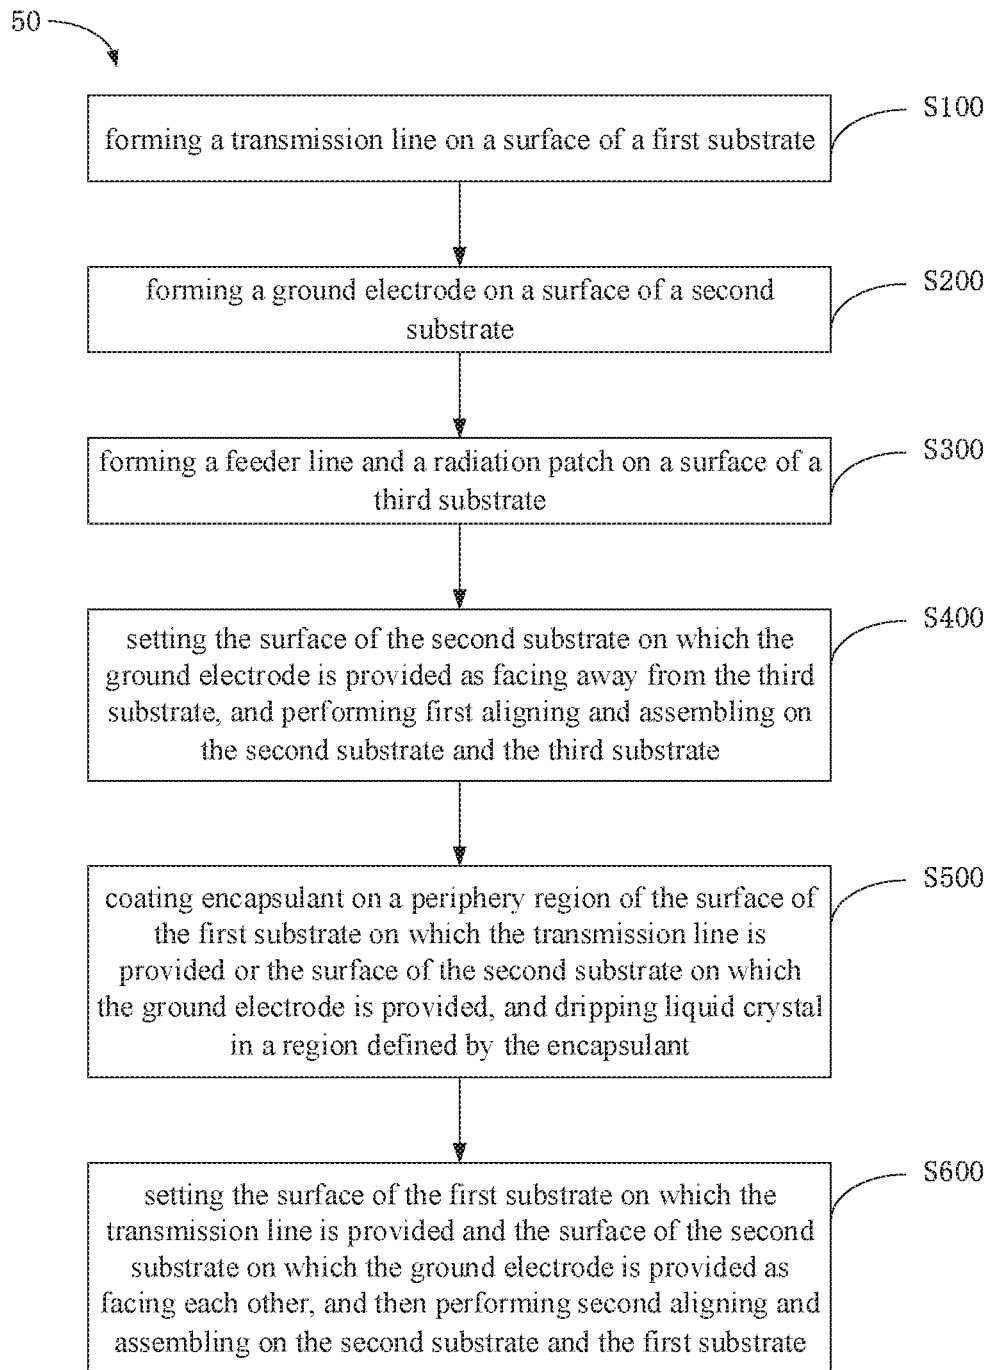 50
S100
forming a transmission line on a surface of a first substrate
S200
forming a ground electrode on a surface of a second
substrate
S300
forming a feeder line and a radiation patch on a surface of a
third substrate
S400
setting the surface of the second substrate on which the
ground electrode is provided as facing away from the third
substrate, and performing first aligning and assembling on
the second substrate and the third substrate
S500
coating encapsulant on a periphery region of the surface of
the first substrate on which the transmission line is
provided or the surface of the second substrate on which
the ground electrode is provided, and dripping liquid crystal
in a region defined by the encapsulant
S600
setting the surface of the first substrate on which the
transmission line is provided and the surface of the second
substrate on which the ground electrode is provided as
facing each other, and then performing second aligning and
assembling on the second substrate and the first substrate